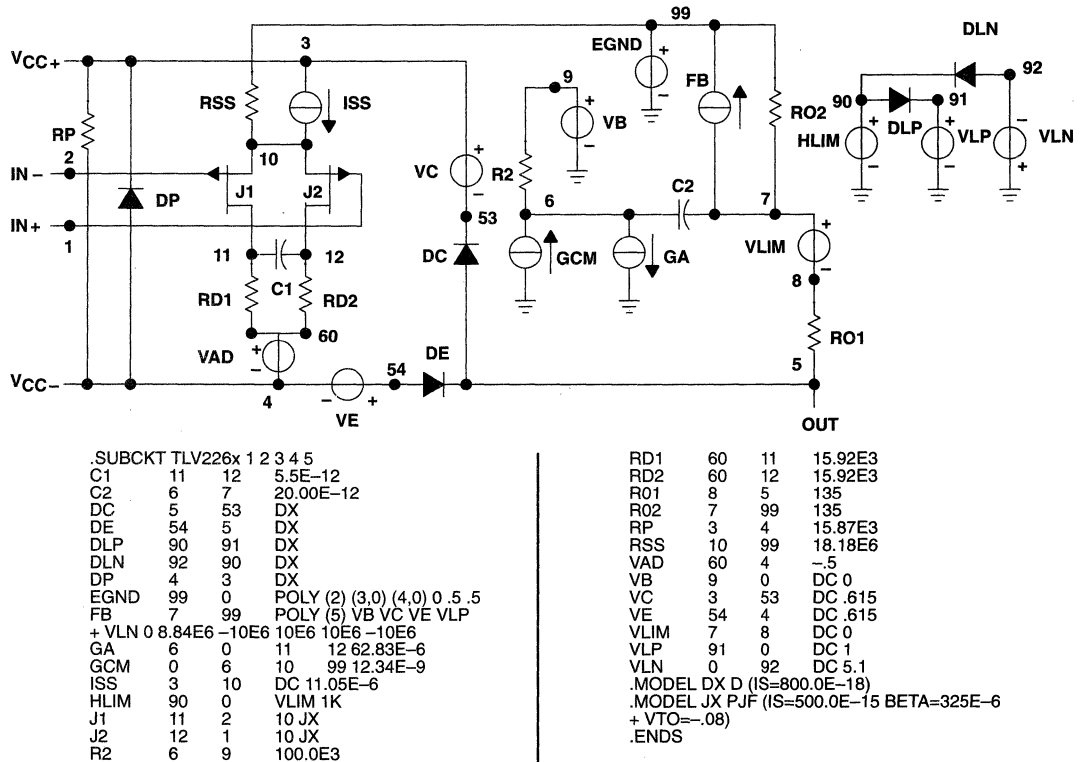 99
3
DLN
VCC+
EGND
+
−
FB
92
9
RSS
ISS
90
91
RO2
RP
VB
+
−
HLIM
+
−
DLP
VLP
+
−
VLN
−
+
2
10
VC
+
−
R2
IN −
J1
J2
C2
DP
6
7
53
IN+
GCM
GA
VLIM
+
−
1
11
12
DC
C1
8
RD1
RD2
RO1
60
VAD
+
−
54
DE
5
VCC−
4
−
+
VE
OUT
.SUBCKT TLV226x 1 2 3 4 5
C1 11 12 5.5E−12
C2 6 7 20.00E−12
DC 5 53 DX
DE 54 5 DX
DLP 90 91 DX
DLN 92 90 DX
DP 4 3 DX
EGND 99 0 POLY (2) (3,0) (4,0) 0 .5 .5
FB 7 99 POLY (5) VB VC VE VLP
+ VLN 0 8.84E6 −10E6 10E6 10E6 −10E6
GA 6 0 11 12 62.83E−6
GCM 0 6 10 99 12.34E−9
ISS 3 10 DC 11.05E−6
HLIM 90 0 VLIM 1K
J1 11 2 10 JX
J2 12 1 10 JX
R2 6 9 100.0E3
RD1 60 11 15.92E3
RD2 60 12 15.92E3
R01 8 5 135
R02 7 99 135
RP 3 4 15.87E3
RSS 10 99 18.18E6
VAD 60 4 −.5
VB 9 0 DC 0
VC 3 53 DC .615
VE 54 4 DC .615
VLIM 7 8 DC 0
VLP 91 0 DC 1
VLN 0 92 DC 5.1
.MODEL DX D (IS=800.0E−18)
.MODEL JX PJF (IS=500.0E−15 BETA=325E−6
+ VTO=−.08)
.ENDS